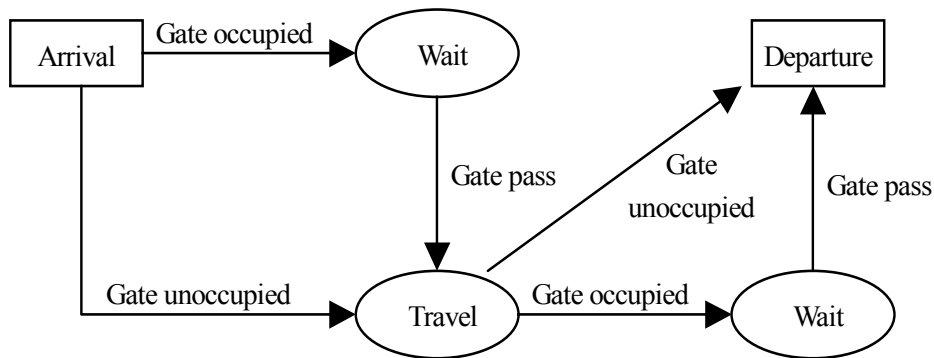 Arrival
Gate occupied
Wait
Departure
Gate pass
Gate
unoccupied
Gate pass
Gate unoccupied
Travel
Gate occupied
Wait